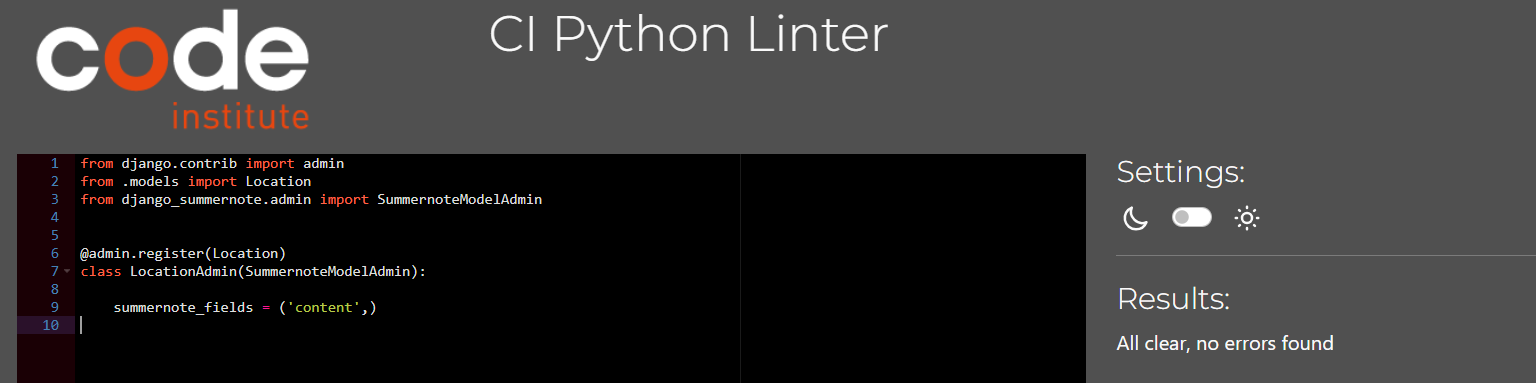 code
institute
CI Python Linter
1 from django.contrib import admin
2 from .models import Location
3 from django_summernote.admin import SummernoteModelAdmin
4
5
6 @admin.register(Location)
7 class LocationAdmin(SummernoteModelAdmin):
8
9     summernote_fields = ('content',)
10
Settings:
Results:
All clear, no errors found